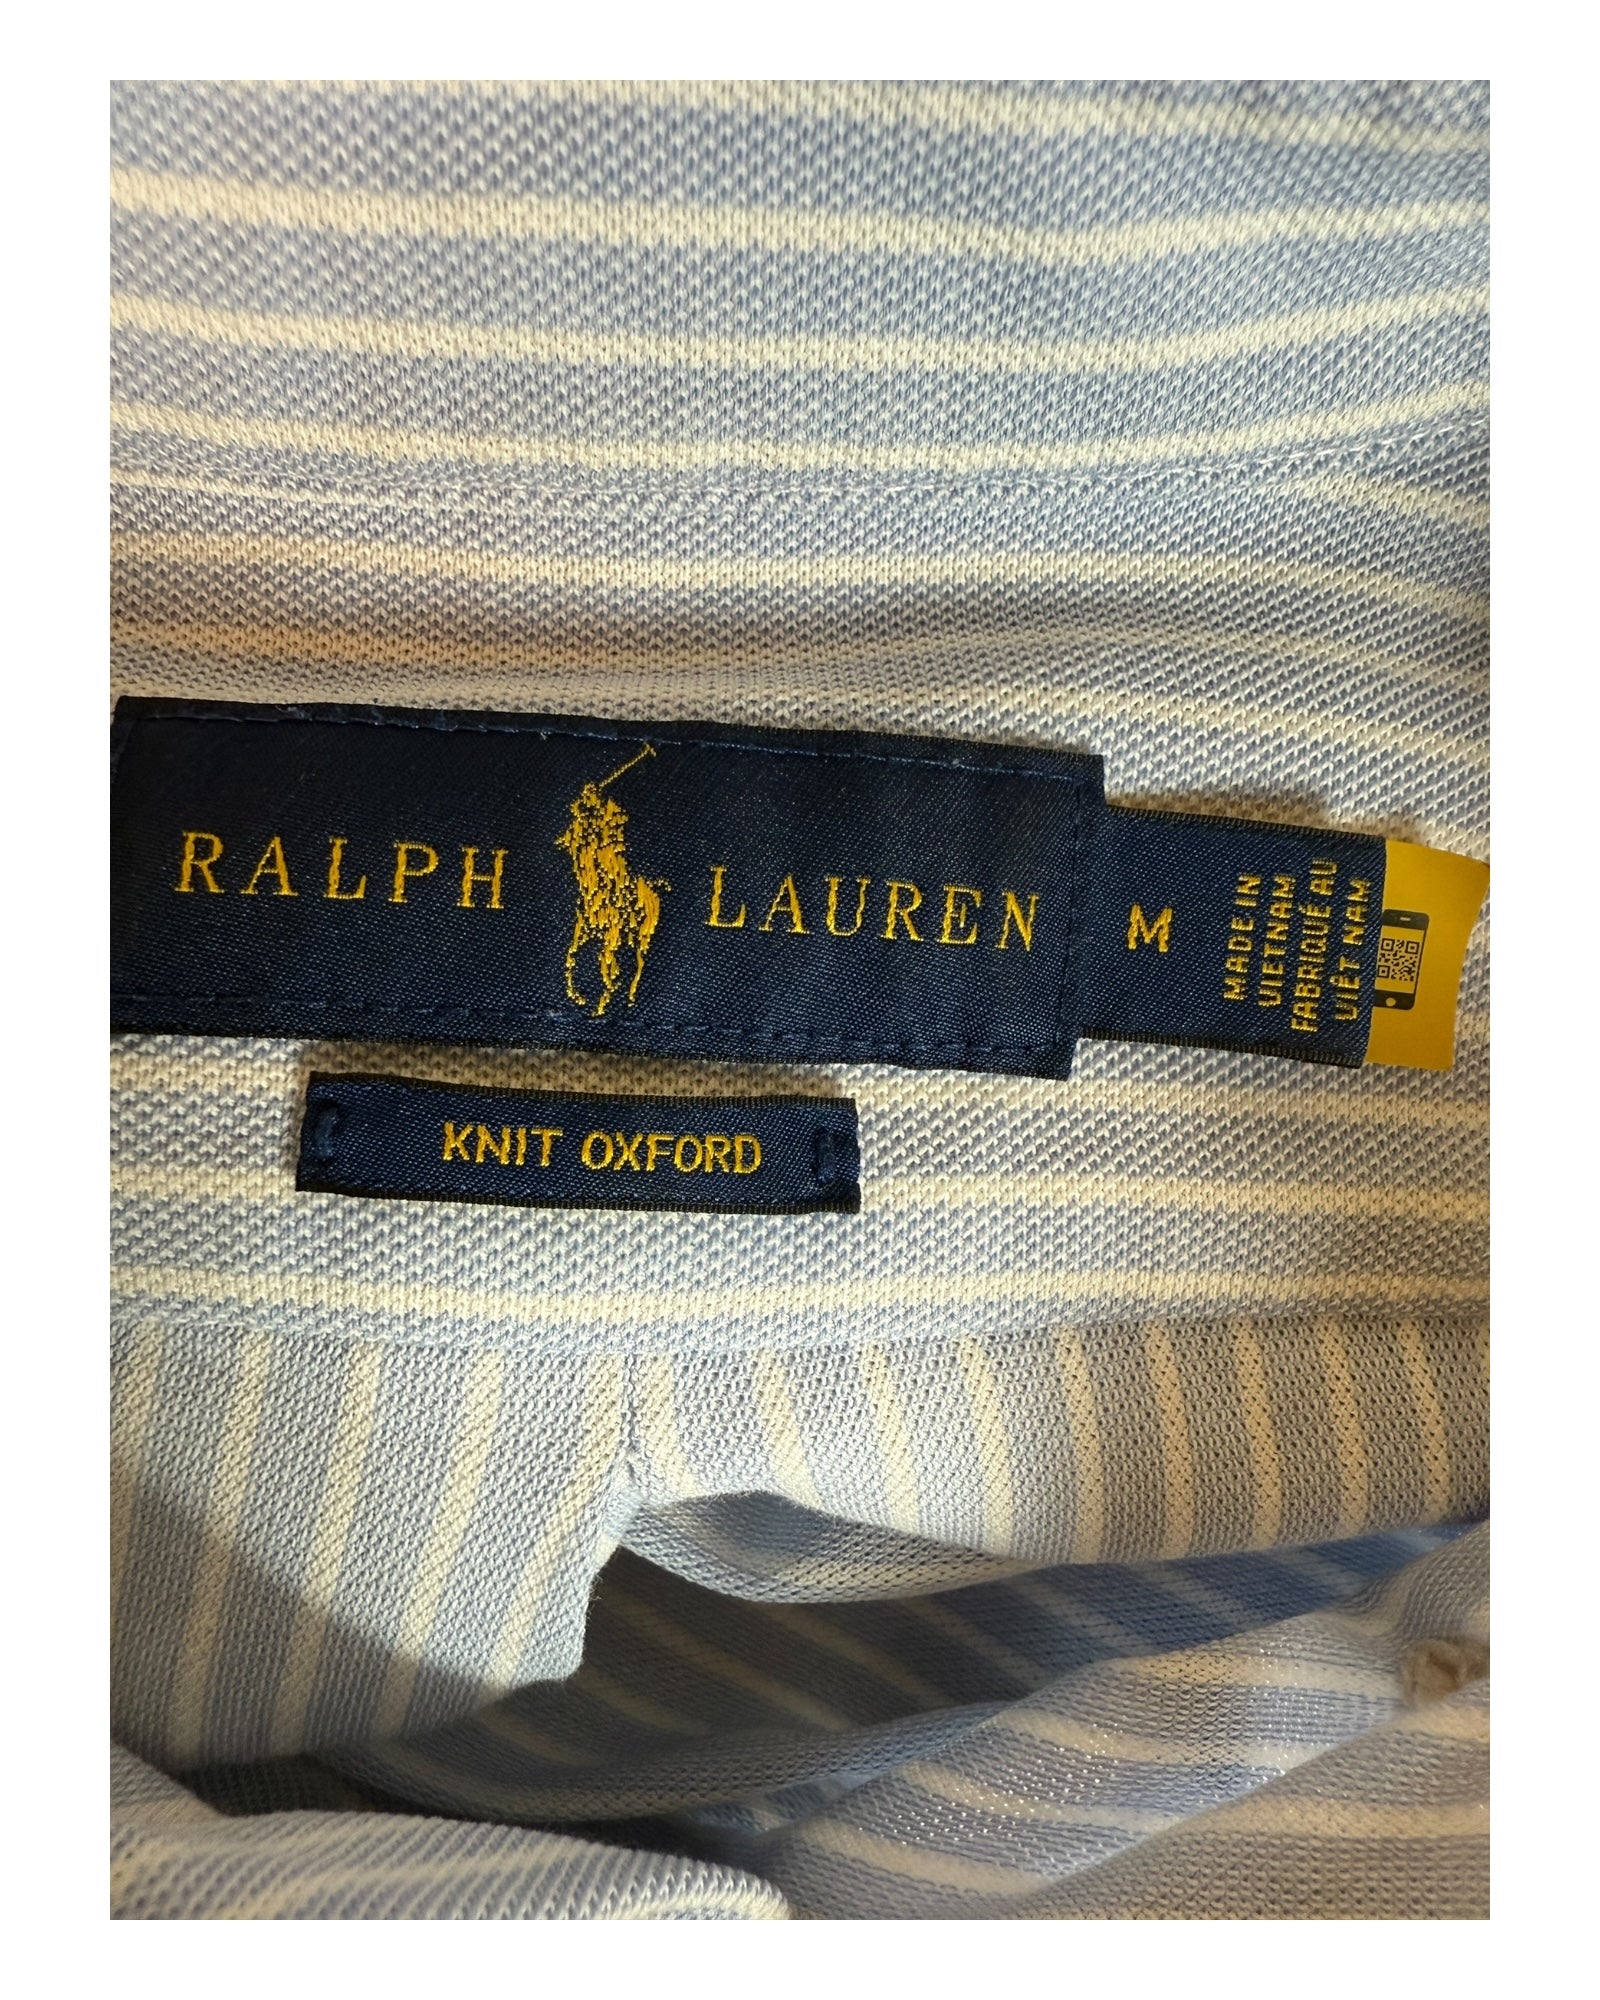 RALPH LAUREN
M
MADE IN
VIETNAM
FABRIQUÉ AU
VIÊT NAM
KNIT OXFORD